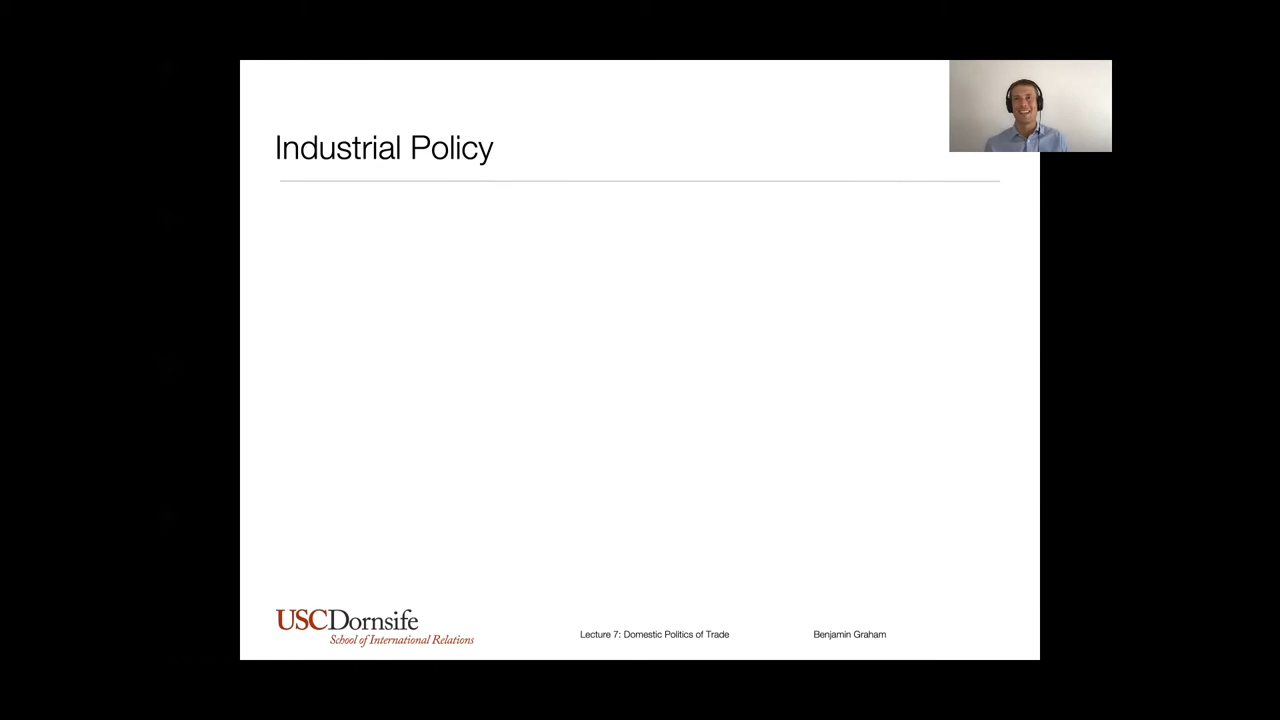 Industrial Policy
USCDornsife
School of International Relations
Lecture 7: Domestic Politics of Trade
Benjamin Graham